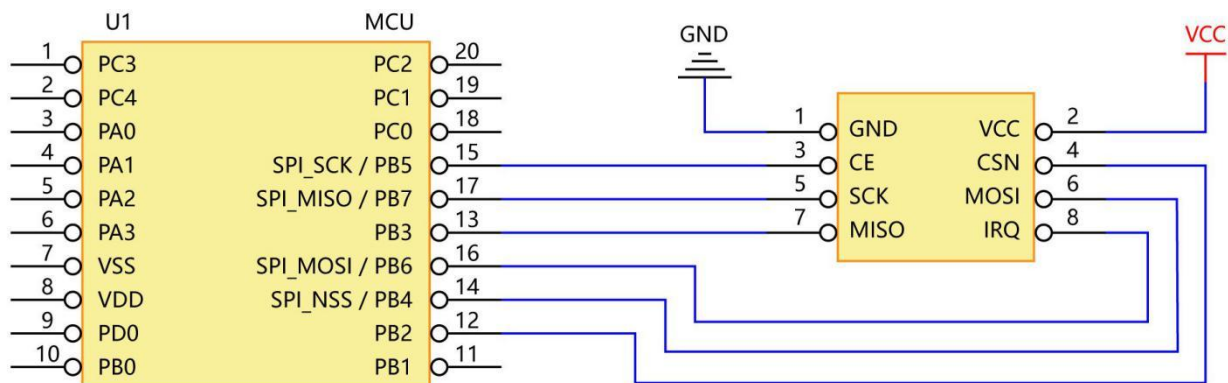 U1 MCU
GND
VCC
1 PC3 PC2 20
2 PC4 PC1 19
3 PA0 PC0 18
4 PA1 SPI_SCK / PB5 15
5 PA2 SPI_MISO / PB7 17
6 PA3 PB3 13
7 VSS SPI_MOSI / PB6 16
8 VDD SPI_NSS / PB4 14
9 PD0 PB2 12
10 PB0 PB1 11
1 GND VCC 2
3 CE CSN 4
5 SCK MOSI 6
7 MISO IRQ 8